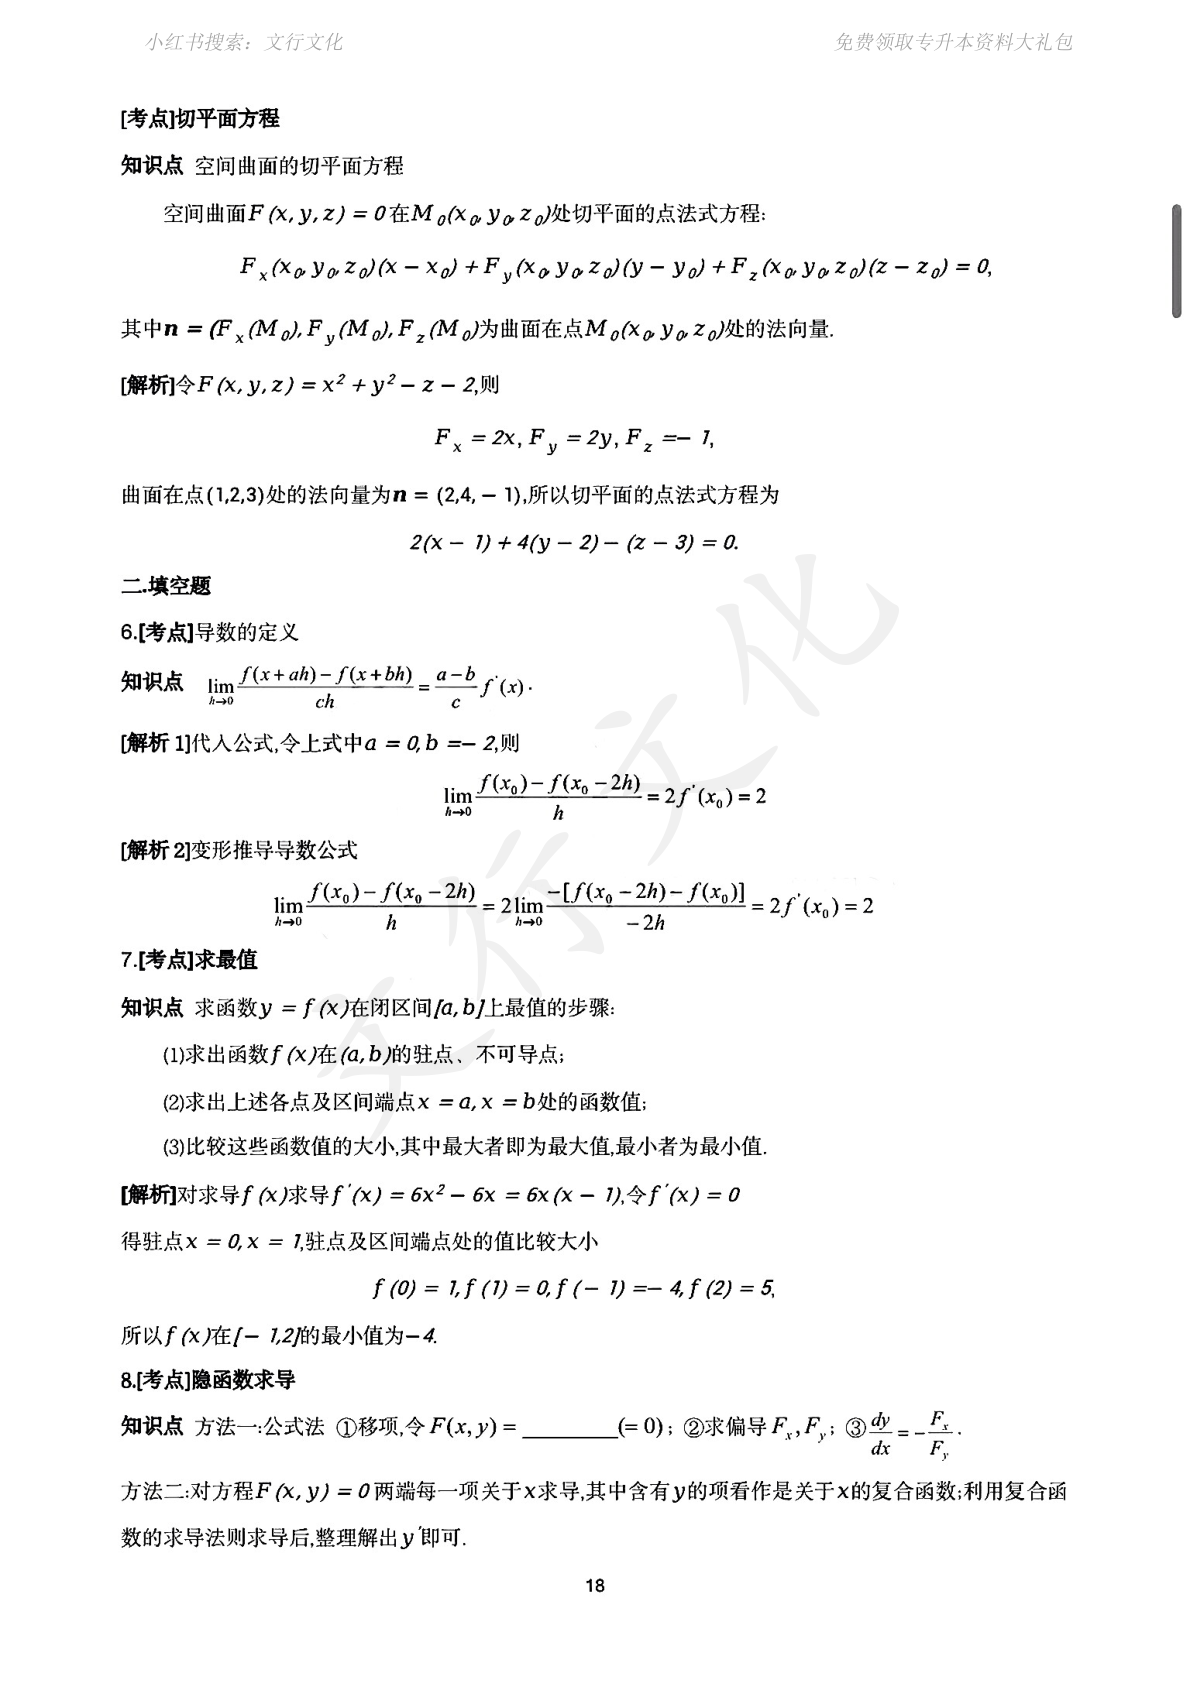 小红书搜索：文行文化 免费领取专升本资料大礼包
[考点]切平面方程
知识点 空间曲面的切平面方程
空间曲面F(x, y, z) = 0在M₀(x₀, y₀, z₀)处切平面的点法式方程:
Fₓ(x₀, y₀, z₀)(x − x₀) + F_y(x₀, y₀, z₀)(y − y₀) + F_z(x₀, y₀, z₀)(z − z₀) = 0,
其中n = (Fₓ(M₀), F_y(M₀), F_z(M₀)为曲面在点M₀(x₀, y₀, z₀)处的法向量.
[解析]令F(x, y, z) = x² + y² − z − 2,则
Fₓ = 2x, F_y = 2y, F_z =− 1,
曲面在点(1,2,3)处的法向量为n = (2,4, − 1),所以切平面的点法式方程为
2(x − 1) + 4(y − 2) − (z − 3) = 0.
二.填空题
6.[考点]导数的定义
知识点 lim_{h→0} (f(x+ah)−f(x+bh))/(ch) = (a−b)/c f'(x).
[解析 1]代入公式,令上式中a = 0, b =− 2,则
lim_{h→0} (f(x₀)−f(x₀−2h))/h = 2f'(x₀) = 2
[解析 2]变形推导导数公式
lim_{h→0} (f(x₀)−f(x₀−2h))/h = 2lim_{h→0} (−[f(x₀−2h)−f(x₀)])/(−2h) = 2f'(x₀) = 2
7.[考点]求最值
知识点 求函数y = f(x)在闭区间[a, b]上最值的步骤:
(1)求出函数f(x)在(a, b)的驻点、不可导点;
(2)求出上述各点及区间端点x = a, x = b处的函数值;
(3)比较这些函数值的大小,其中最大者即为最大值,最小者为最小值.
[解析]对求导f(x)求导f'(x) = 6x² − 6x = 6x(x − 1),令f'(x) = 0
得驻点x = 0, x = 1,驻点及区间端点处的值比较大小
f(0) = 1, f(1) = 0, f(− 1) =− 4, f(2) = 5,
所以f(x)在[− 1,2]的最小值为−4.
8.[考点]隐函数求导
知识点 方法一:公式法 ①移项,令F(x, y) = ________(= 0); ②求偏导Fₓ, F_y; ③dy/dx = −Fₓ/F_y.
方法二:对方程F(x, y) = 0两端每一项关于x求导,其中含有y的项看作是关于x的复合函数;利用复合函
数的求导法则求导后,整理解出y'即可.
18
文行文化